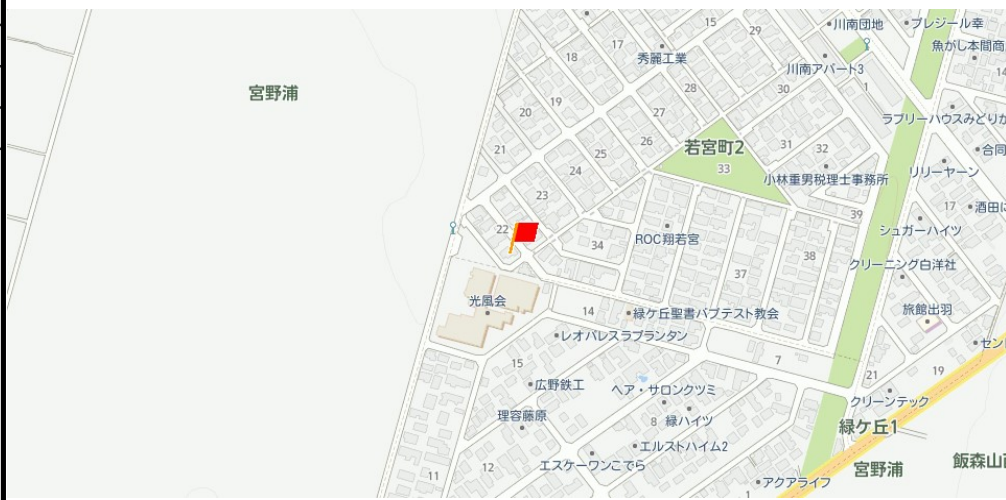 15
29
川南団地
プレジール幸
17
秀麗工業
魚がし本間商
18
川南アパート3
14
宮野浦
28
30
1
19
27
20
ラブリーハウスみどりが
26
若宮町2
31
32
合同
21
25
33
小林重男税理士事務所
リリーヤーン
24
23
39
17
酒田に
22
34
ROC翔若宮
シュガーハイツ
38
37
クリーニング白洋社
光風会
14
緑ケ丘聖書バプテスト教会
旅館出羽
レオパレスラプランタン
セント
15
7
広野鉄工
ヘア・サロンクツミ
21
19
クリーンテック
理容藤原
8
緑ハイツ
緑ケ丘1
エルストハイム2
11
12
エスケーワンこでら
宮野浦
飯森山西
アクアライフ
1